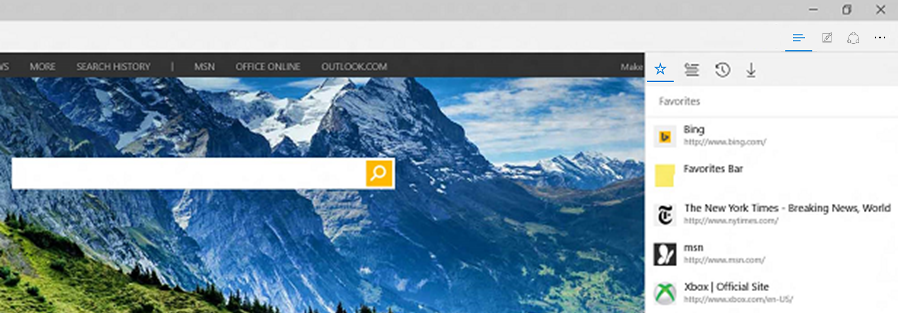 MORE SEARCH HISTORY | MSN OFFICE ONLINE OUTLOOK.COM Make
Favorites
Bing
http://www.bing.com/
Favorites Bar
The New York Times - Breaking News, World
http://www.nytimes.com/
msn
http://www.msn.com/
Xbox | Official Site
http://www.xbox.com/en-US/